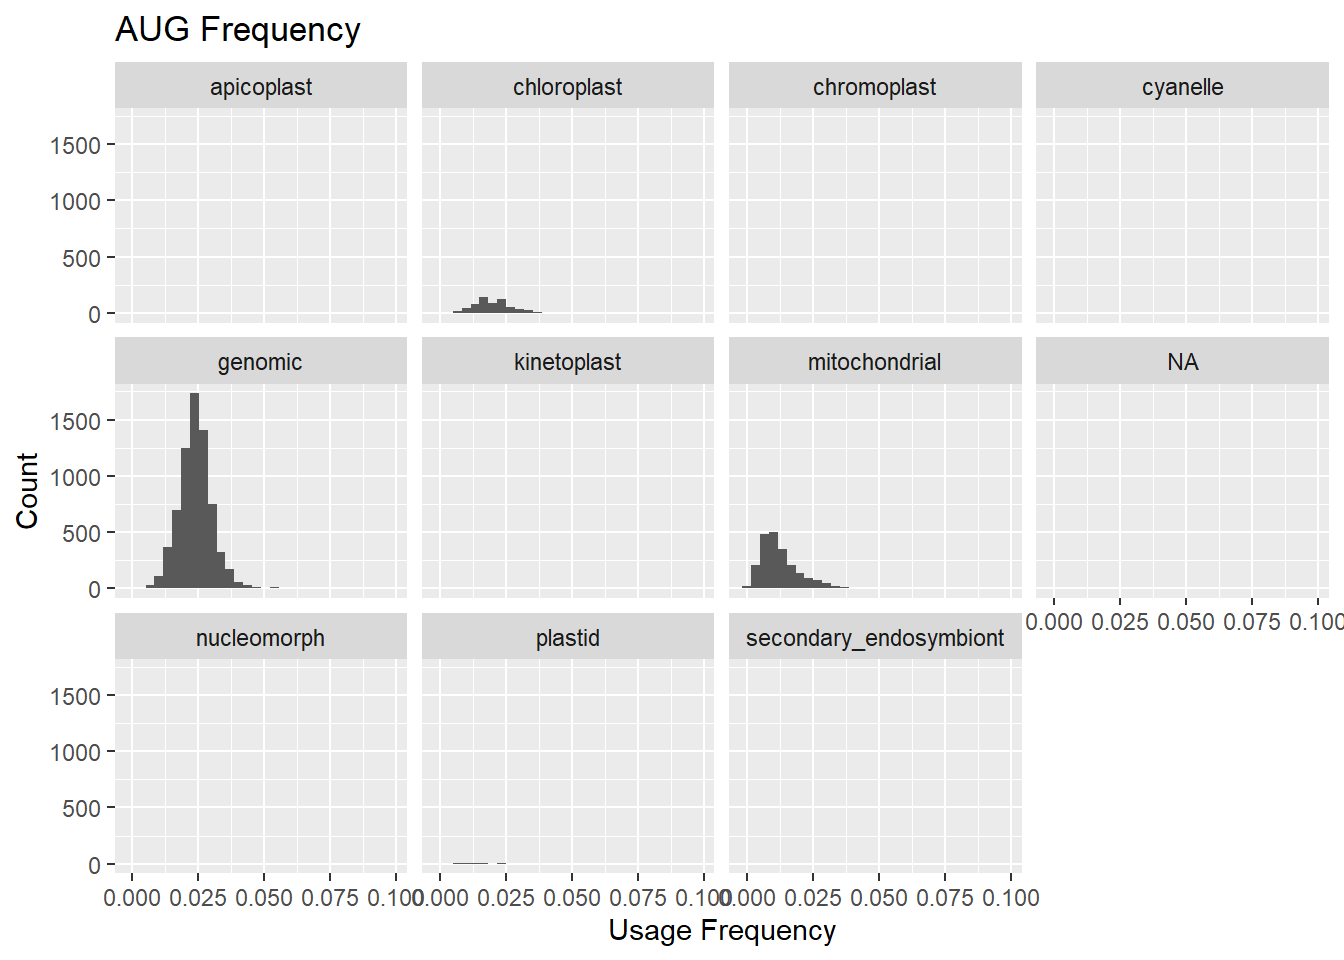 AUG Frequency
apicoplast chloroplast chromoplast cyanelle
1500
1000
500
0
genomic kinetoplast mitochondrial NA
1500
1000
500
0
0.000 0.025 0.050 0.075 0.100
nucleomorph plastid secondary_endosymbiont
1500
1000
500
0
0.000 0.025 0.050 0.075 0.100 0.000 0.025 0.050 0.075 0.100 0.000 0.025 0.050 0.075 0.100
Usage Frequency
Count